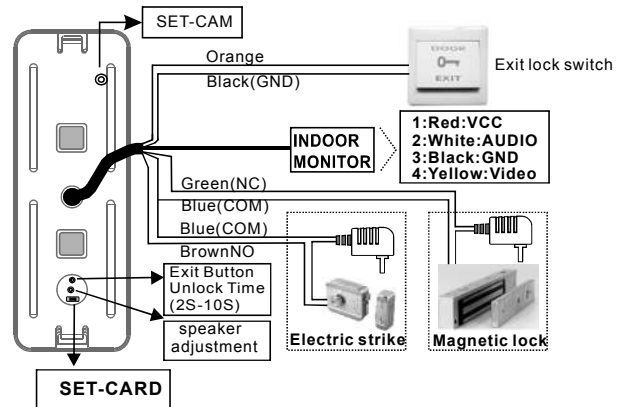 SET-CAM
Orange
Black(GND)
DOOR
EXIT
Exit lock switch
INDOOR
MONITOR
1:Red:VCC
2:White:AUDIO
3:Black:GND
4:Yellow:Video
Green(NC)
Blue(COM)
Blue(COM)
BrownNO
Exit Button
Unlock Time
(2S-10S)
speaker
adjustment
Electric strike
Magnetic lock
SET-CARD